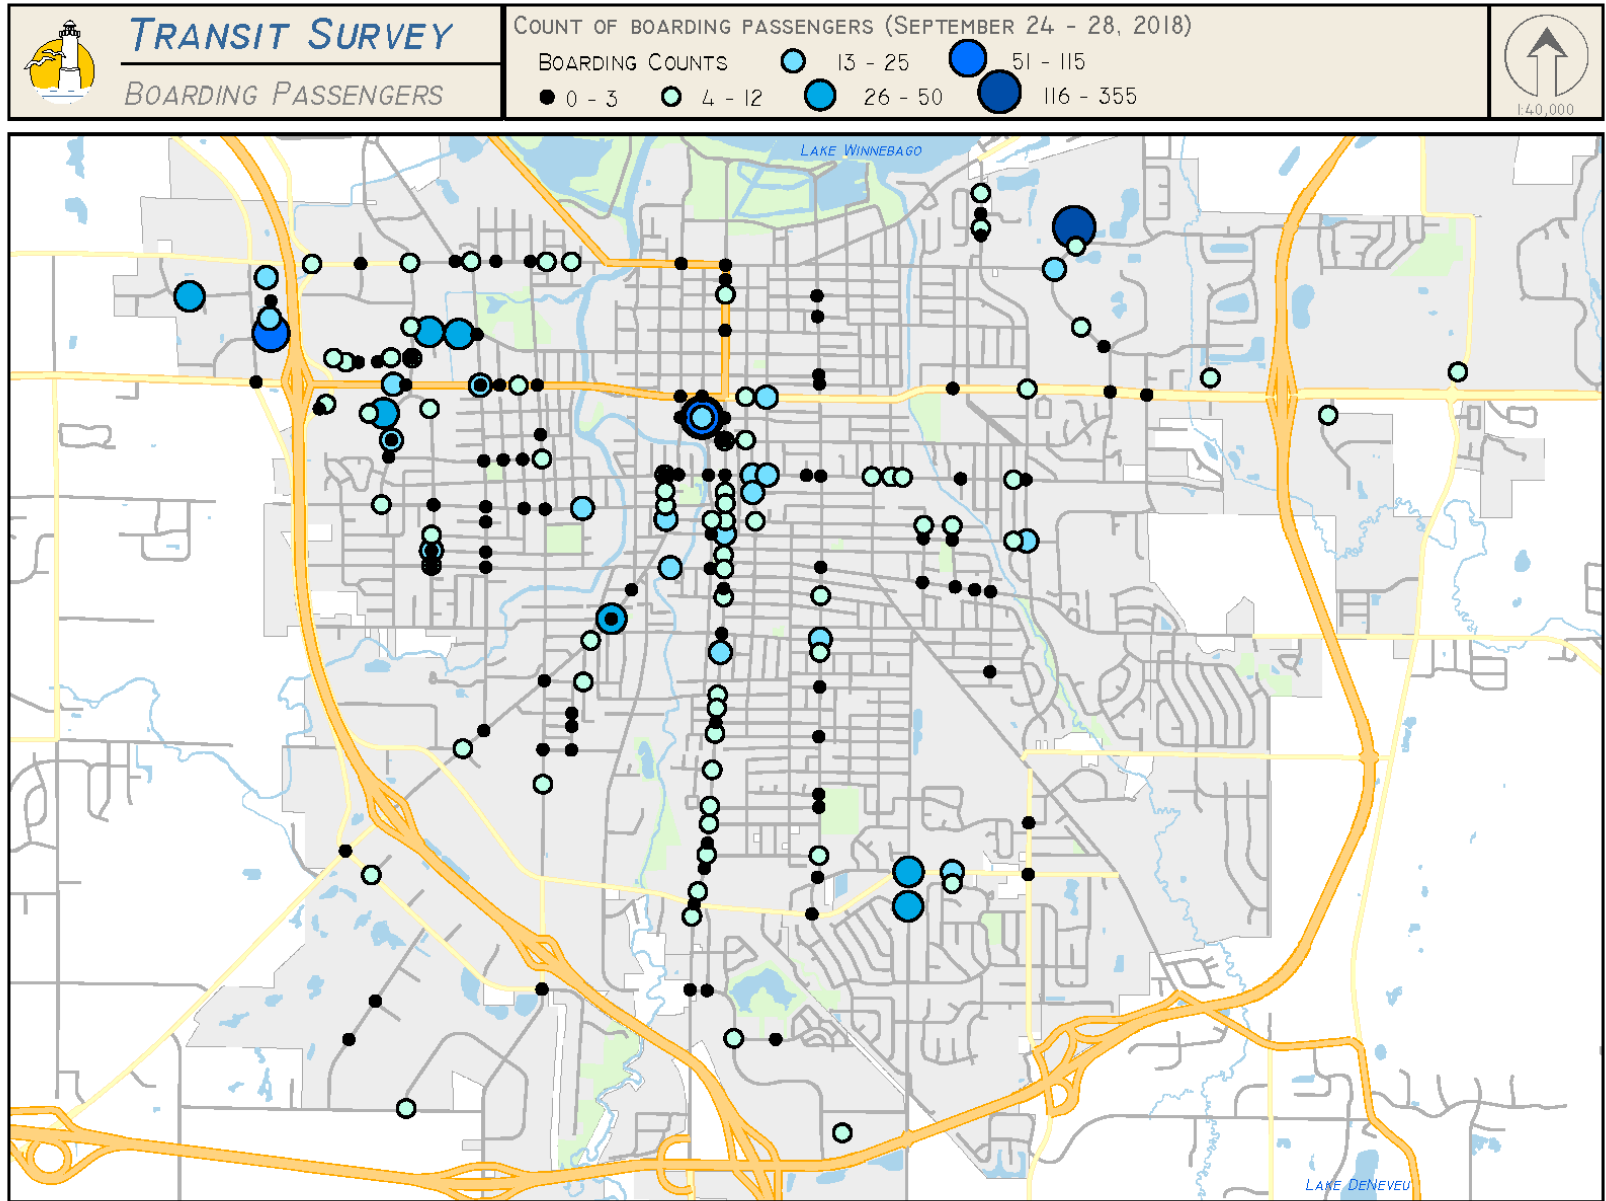 TRANSIT SURVEY
BOARDING PASSENGERS
COUNT OF BOARDING PASSENGERS (SEPTEMBER 24 - 28, 2018)
BOARDING COUNTS
13 - 25
51 - 115
0 - 3
4 - 12
26 - 50
116 - 355
1:40,000
LAKE WINNEBAGO
LAKE DENEVEU